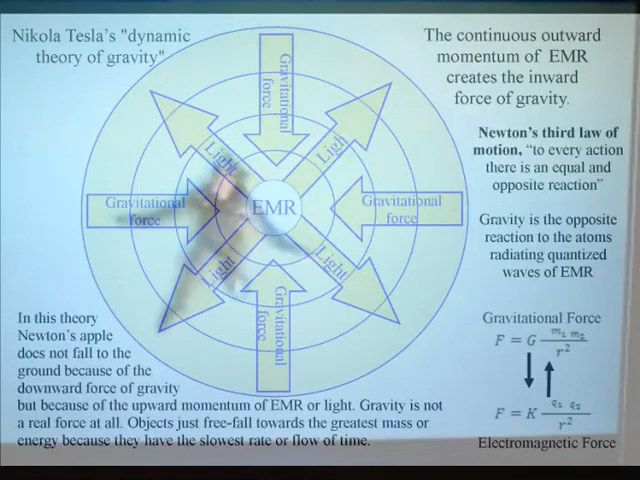 Nikola Tesla's "dynamic
theory of gravity"
The continuous outward
momentum of EMR
creates the inward
force of gravity.
Newton's third law of
motion, "to every action
there is an equal and
opposite reaction"
Gravity is the opposite
reaction to the atoms
radiating quantized
waves of EMR
Gravitational
force
Light
Light
Gravitational
force
EMR
Gravitational
force
Light
Light
Gravitational
force
In this theory
Newton's apple
does not fall to the
ground because of the
downward force of gravity
but because of the upward momentum of EMR or light. Gravity is not
a real force at all. Objects just free-fall towards the greatest mass or
energy because they have the slowest rate or flow of time.
Gravitational Force
F = G m₁ m₂ / r²
F = K q₁ q₂ / r²
Electromagnetic Force